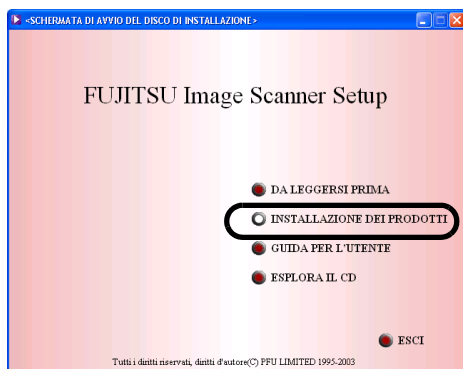 <SCHERMATA DI AVVIO DEL DISCO DI INSTALLAZIONE>
FUJITSU Image Scanner Setup
DA LEGGERSI PRIMA
INSTALLAZIONE DEI PRODOTTI
GUIDA PER L'UTENTE
ESPLORA IL CD
ESCI
Tutti i diritti riservati, diritti d'autore(C) PFU LIMITED 1995-2003